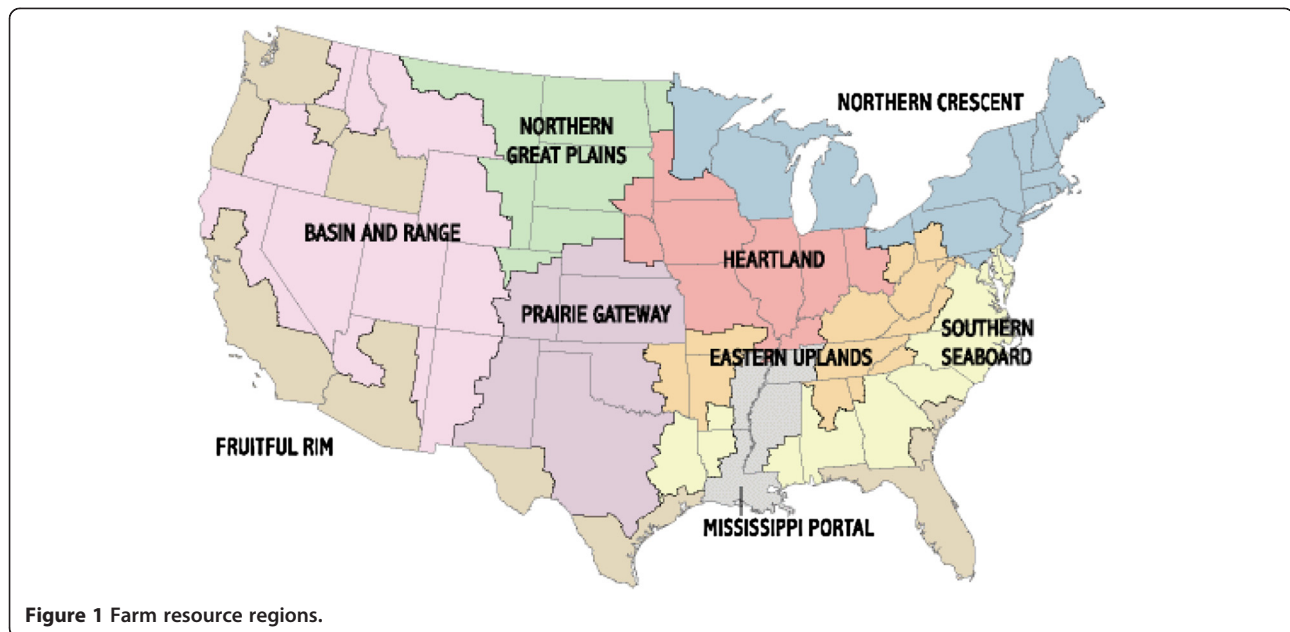 NORTHERN CRESCENT
NORTHERN
GREAT PLAINS
BASIN AND RANGE
HEARTLAND
PRAIRIE GATEWAY
SOUTHERN
SEABOARD
EASTERN UPLANDS
FRUITFUL RIM
MISSISSIPPI PORTAL
Figure 1 Farm resource regions.